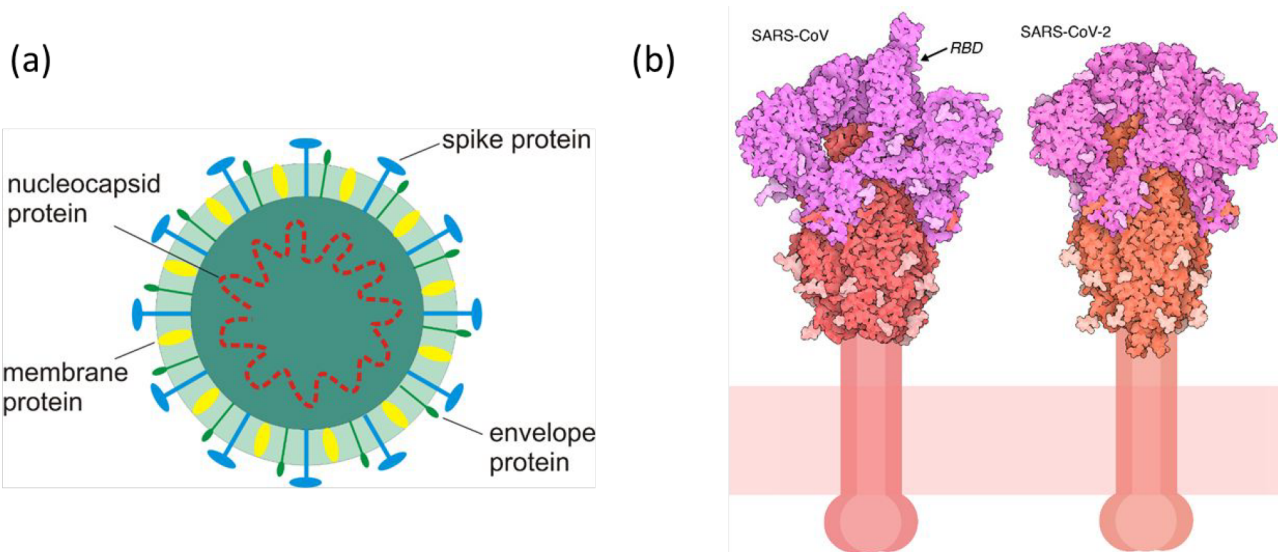 (a)
spike protein
nucleocapsid
protein
membrane
protein
envelope
protein
(b)
SARS-CoV
RBD
SARS-CoV-2